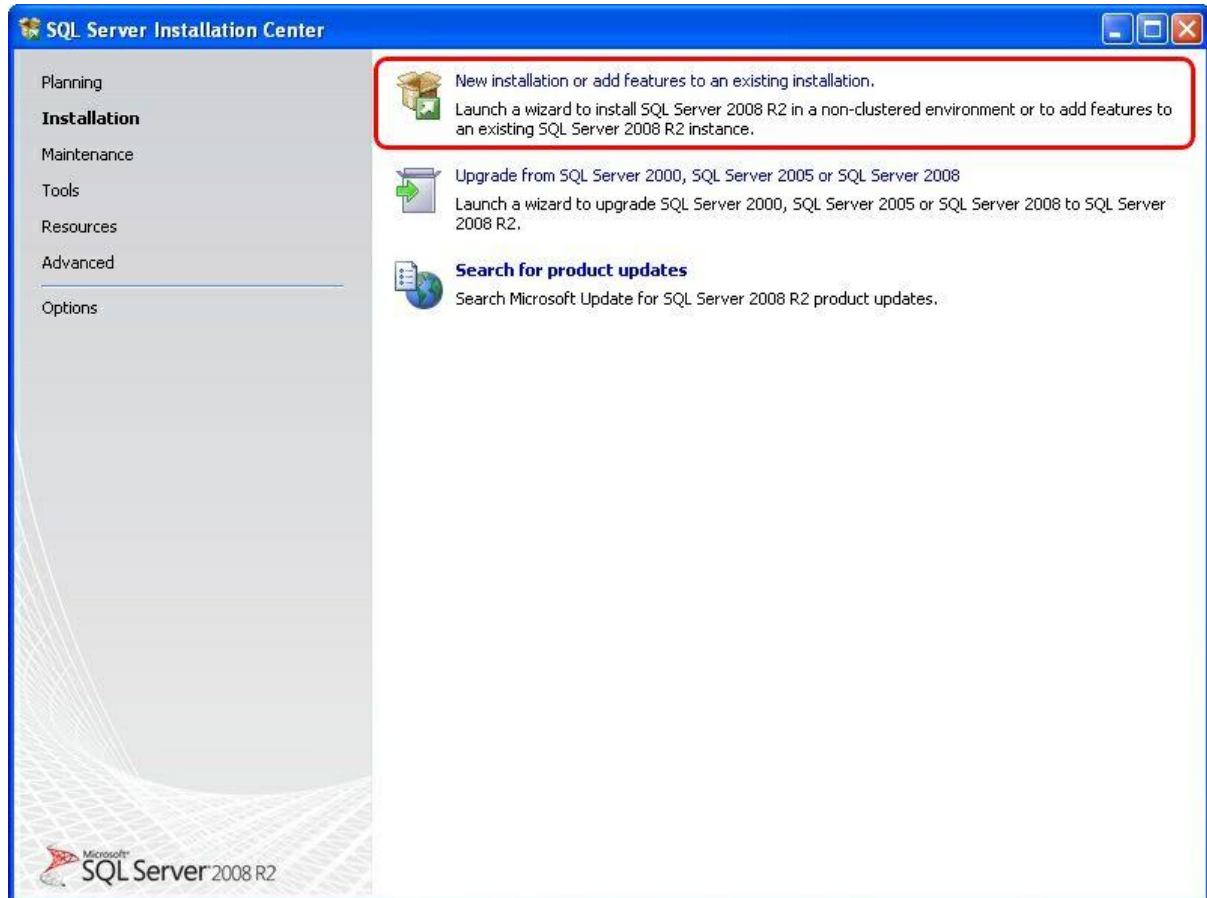 SQL Server Installation Center
Planning
Installation
Maintenance
Tools
Resources
Advanced
Options
New installation or add features to an existing installation.
Launch a wizard to install SQL Server 2008 R2 in a non-clustered environment or to add features to
an existing SQL Server 2008 R2 instance.
Upgrade from SQL Server 2000, SQL Server 2005 or SQL Server 2008
Launch a wizard to upgrade SQL Server 2000, SQL Server 2005 or SQL Server 2008 to SQL Server
2008 R2.
Search for product updates
Search Microsoft Update for SQL Server 2008 R2 product updates.
Microsoft
SQL Server 2008 R2